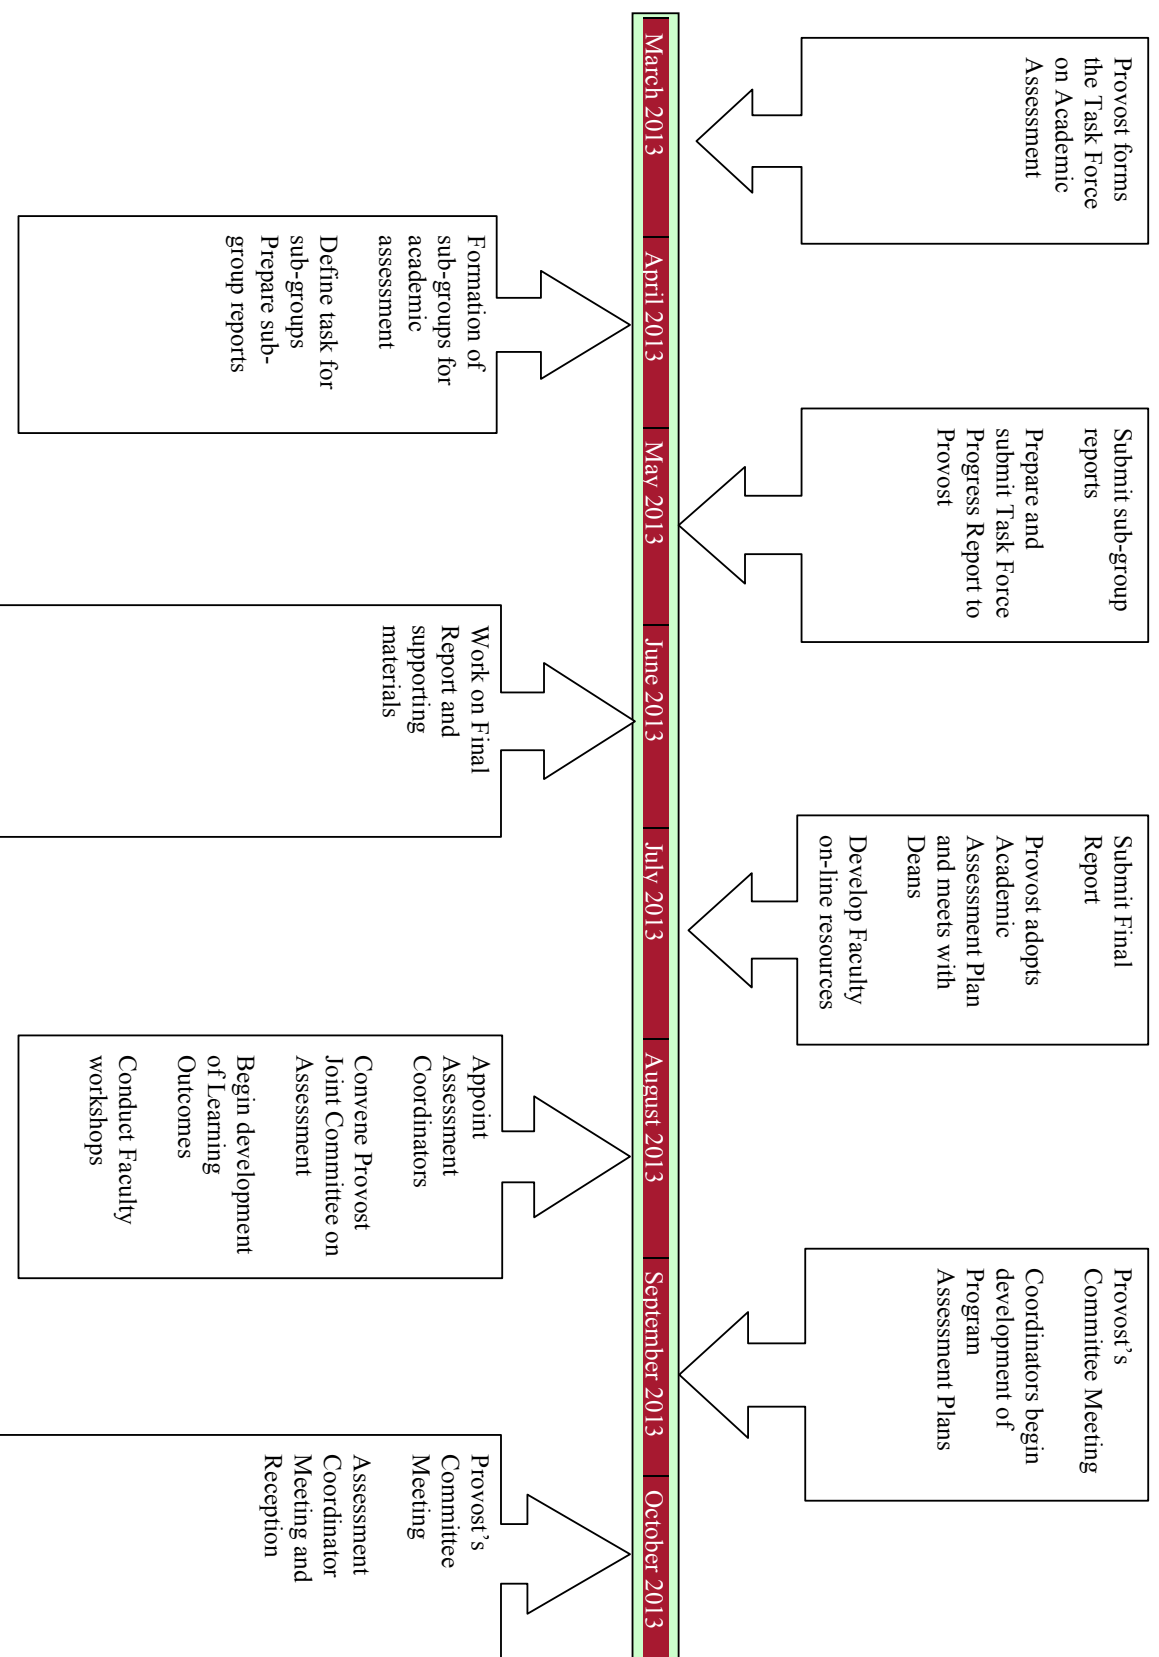 Provost forms
the Task Force
on Academic
Assessment
Submit sub-group
reports
Prepare and
submit Task Force
Progress Report to
Provost
Submit Final
Report
Provost adopts
Academic
Assessment Plan
and meets with
Deans
Develop Faculty
on-line resources
Provost’s
Committee Meeting
Coordinators begin
development of
Program
Assessment Plans
March 2013
April 2013
May 2013
June 2013
July 2013
August 2013
September 2013
October 2013
Formation of
sub-groups for
academic
assessment
Define task for
sub-groups
Prepare sub-
group reports
Work on Final
Report and
supporting
materials
Appoint
Assessment
Coordinators
Convene Provost
Joint Committee on
Assessment
Begin development
of Learning
Outcomes
Conduct Faculty
workshops
Provost’s
Committee
Meeting
Assessment
Coordinator
Meeting and
Reception